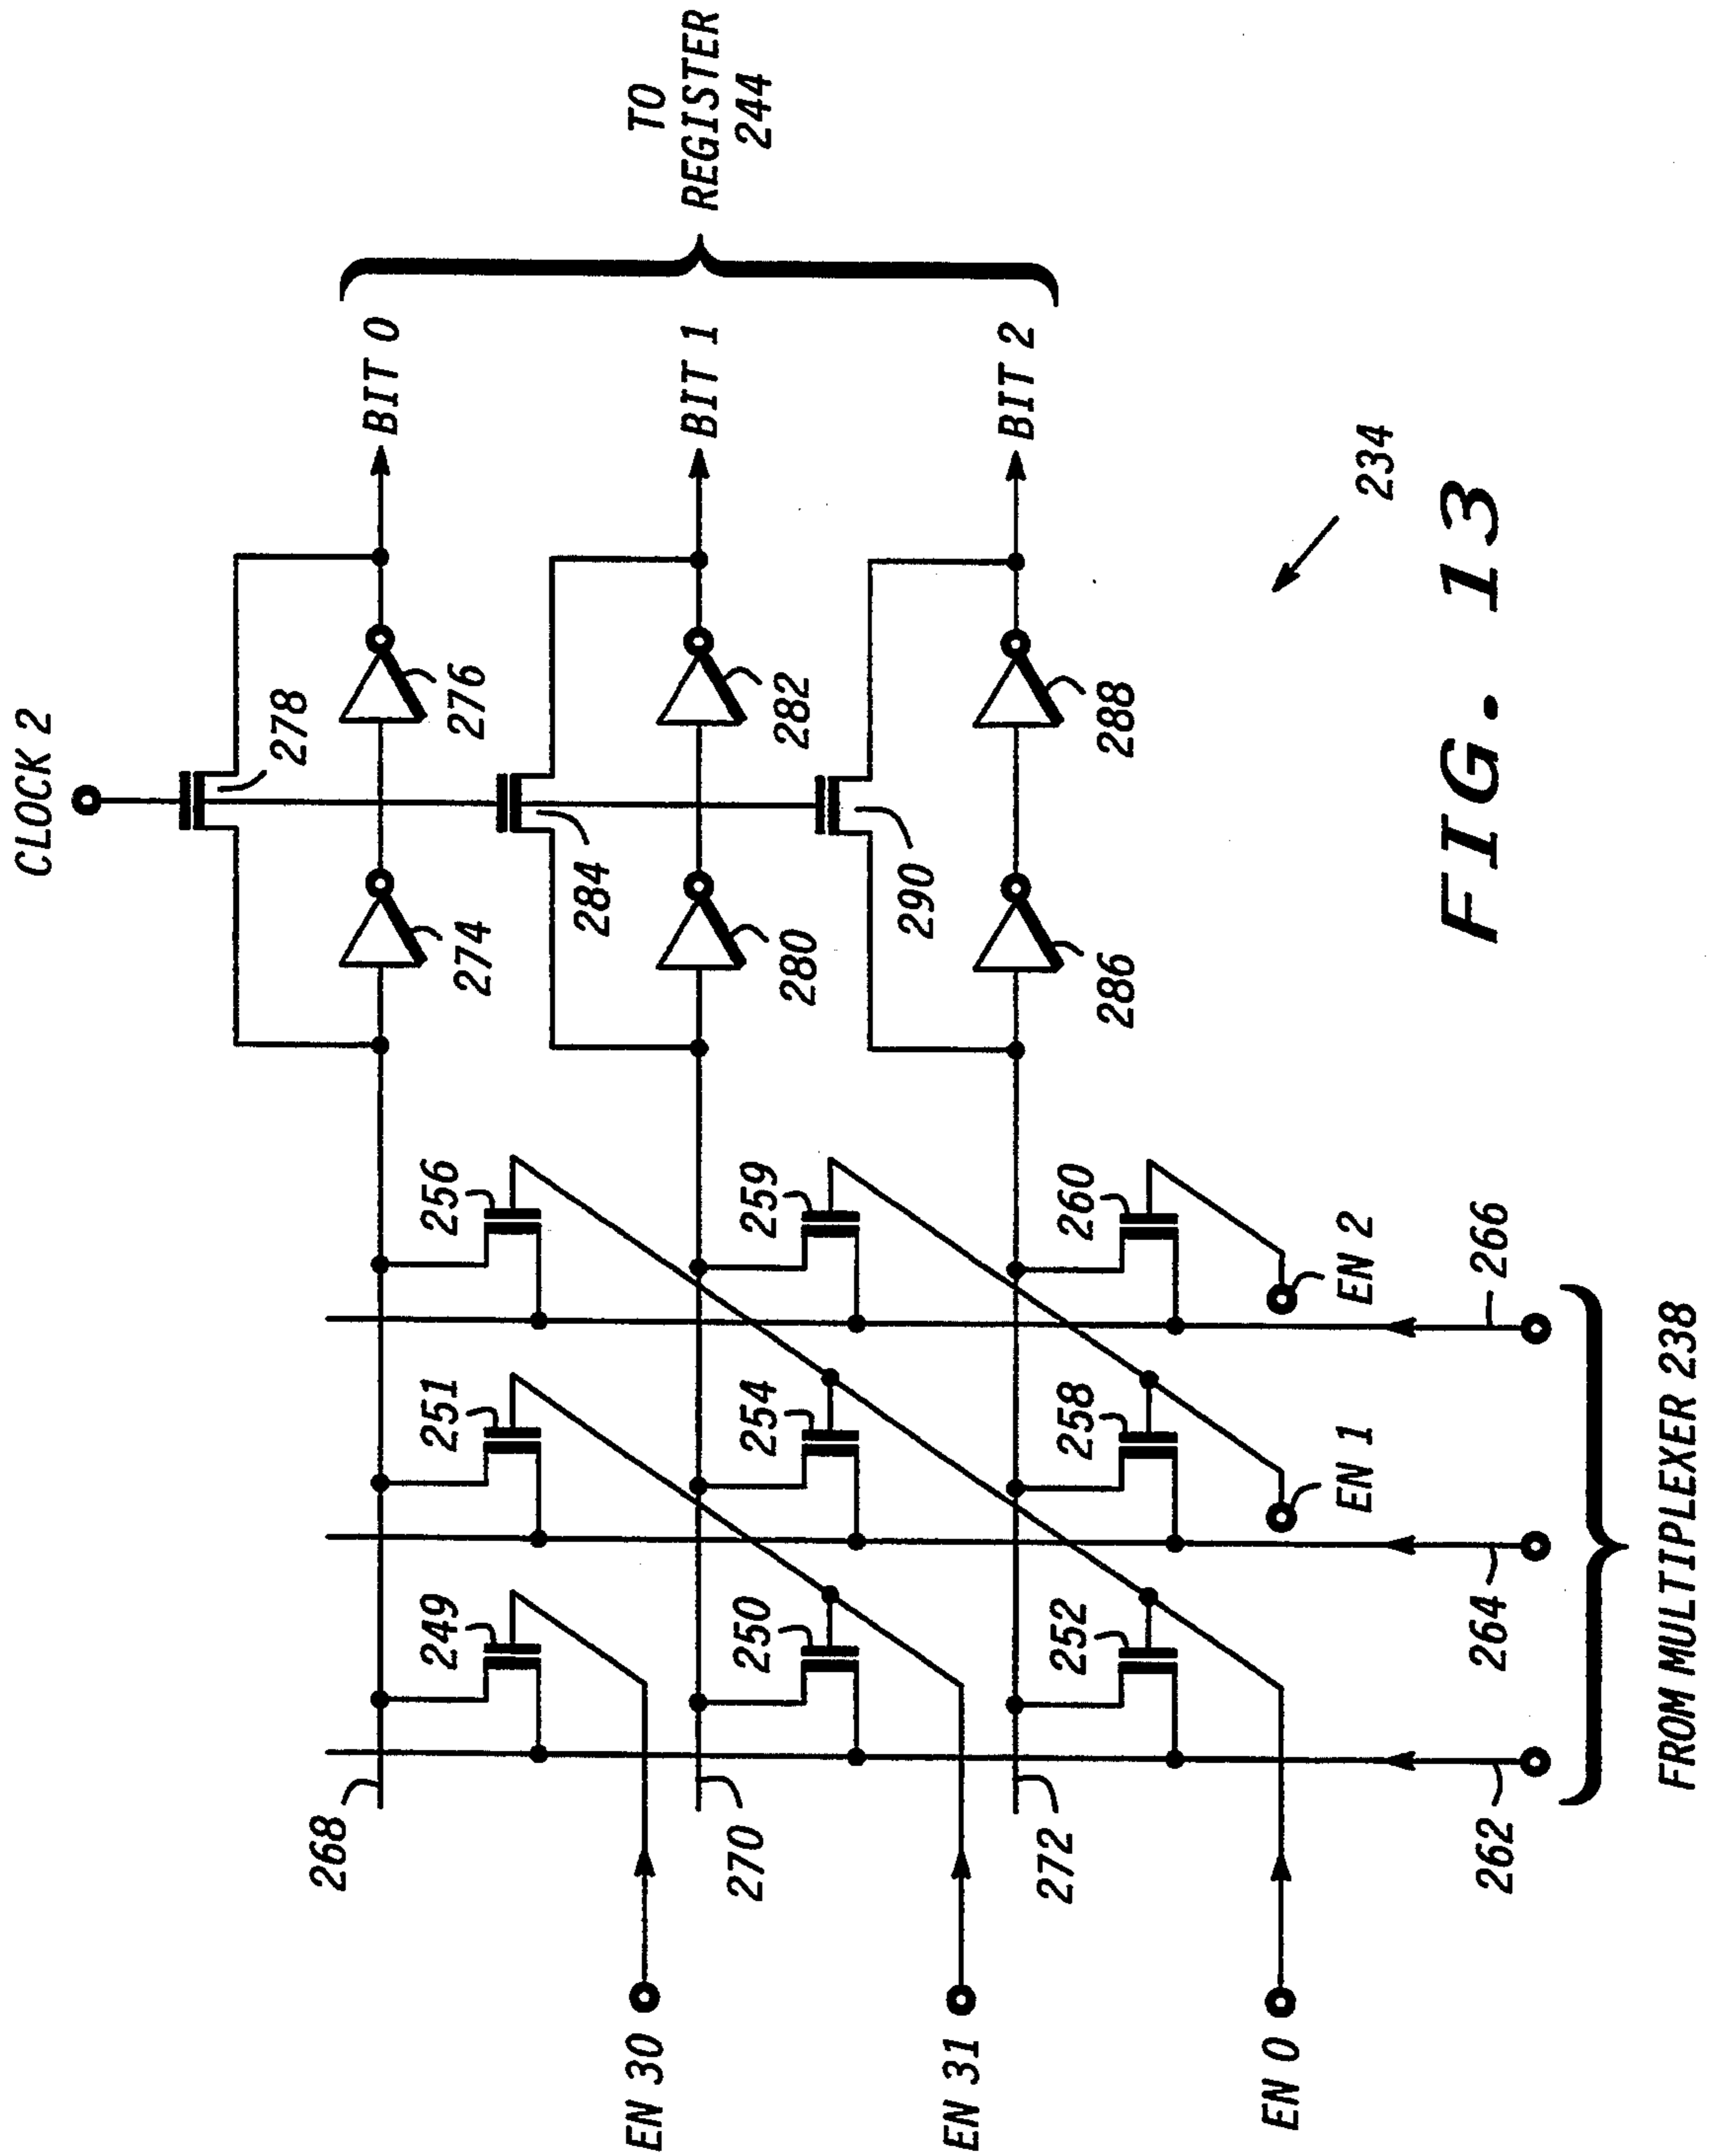 CLOCK 2
278
274
276
BIT 0
284
280
282
BIT 1
290
286
288
BIT 2
TO
REGISTER
244
268
249
251
256
EN 30
270
250
254
259
EN 31
272
252
258
260
EN 0
EN 1
EN 2
262
264
266
FROM MULTIPLEXER 238
234
FIG. 13